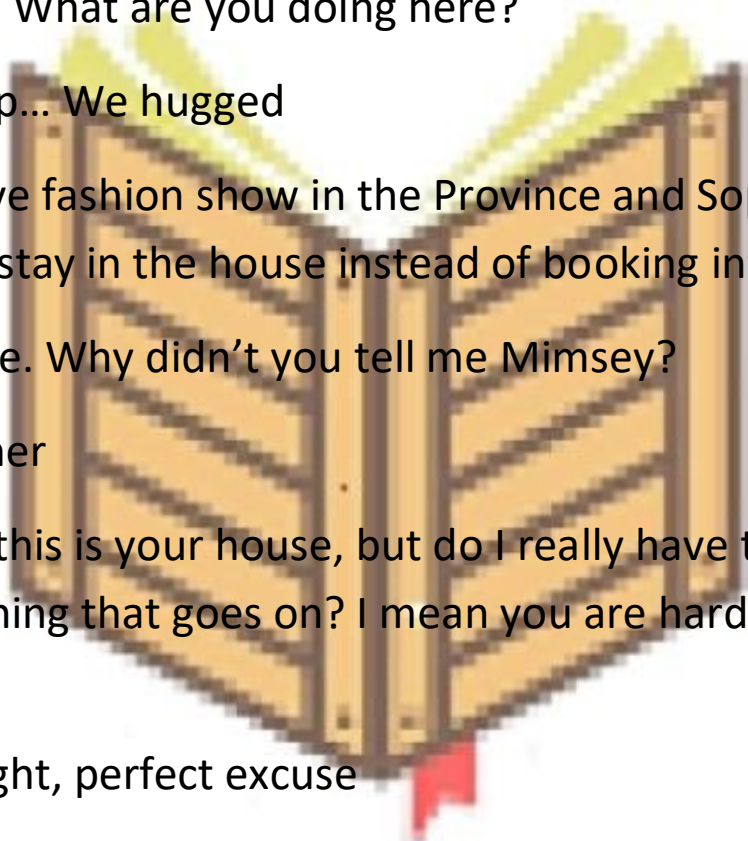 What are you doing here?
p... We hugged
ve fashion show in the Province and So
stay in the house instead of booking in
e. Why didn't you tell me Mimsey?
her
this is your house, but do I really have t
ning that goes on? I mean you are hard
ght, perfect excuse